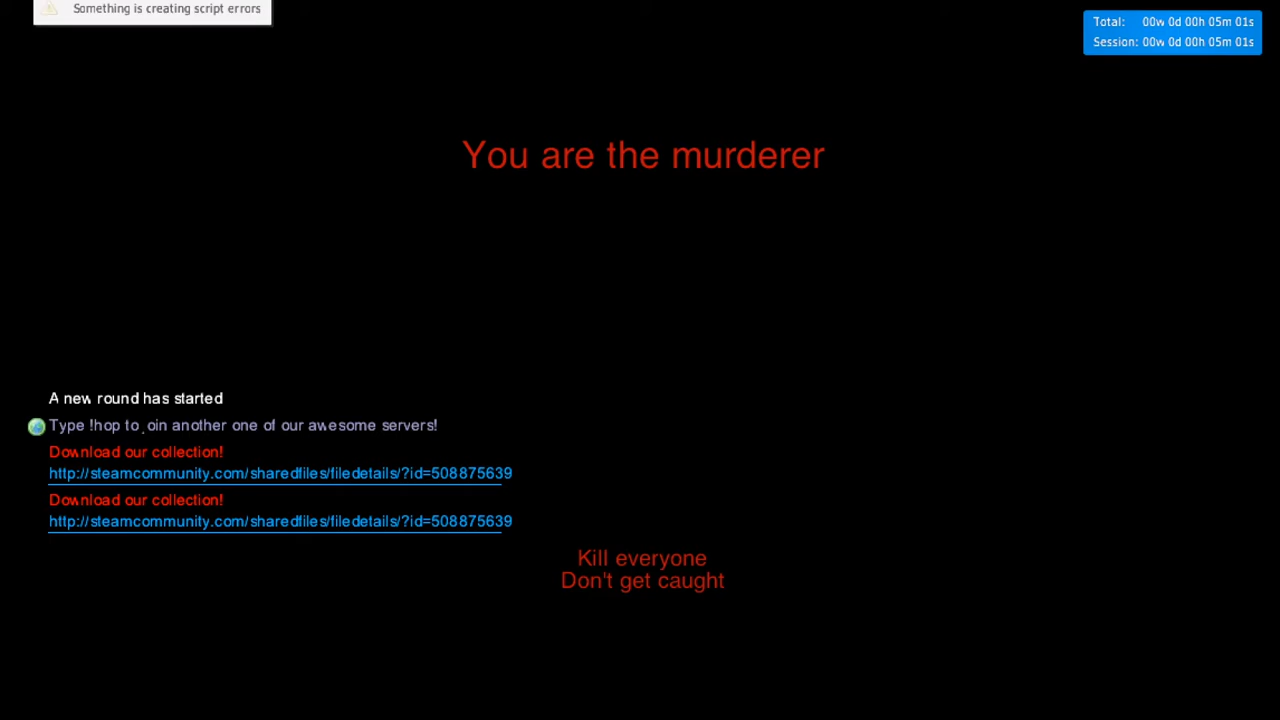 Something is creating script errors
Total: 00w 0d 00h 05m 01s
Session: 00w 0d 00h 05m 01s
You are the murderer
A new round has started
Type !hop to join another one of our awesome servers!
Download our collection!
http://steamcommunity.com/sharedfiles/filedetails/?id=508875639
Download our collection!
http://steamcommunity.com/sharedfiles/filedetails/?id=508875639
Kill everyone
Don't get caught